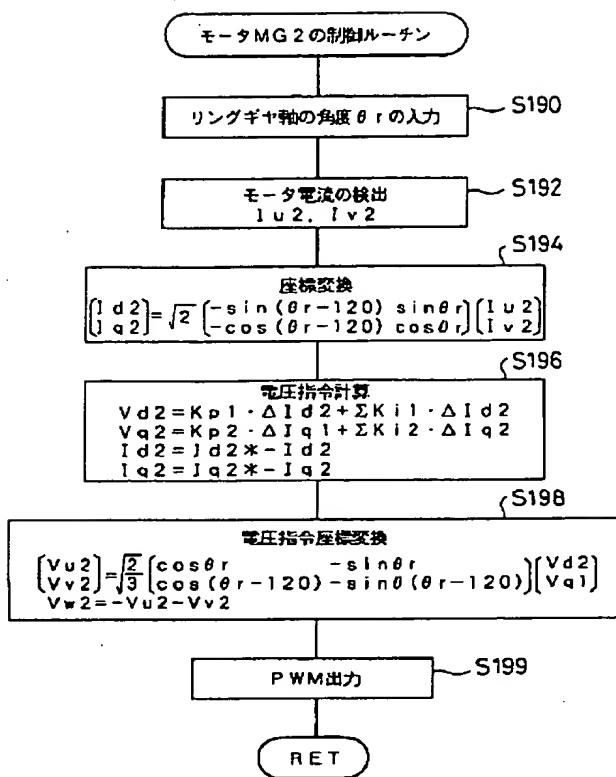 モータMG2の制御ルーチン
S190
リングギヤ軸の角度θrの入力
S192
モータ電流の検出
Iu2, Iv2
S194
座標変換
[Id2]=√2[-sin(θr-120) sinθr][Iu2]
[Iq2] [-cos(θr-120) cosθr][Iv2]
S196
電圧指令計算
Vd2=Kp1・ΔId2+ΣKi1・ΔId2
Vq2=Kp2・ΔIq1+ΣKi2・ΔIq2
Id2=Id2*-Id2
Iq2=Iq2*-Iq2
S198
電圧指令座標変換
[Vu2]=√2/3[cosθr -sinθr][Vd2]
[Vv2] [cos(θr-120)-sinθ(θr-120)][Vq1]
Vw2=-Vu2-Vv2
S199
PWM出力
RET